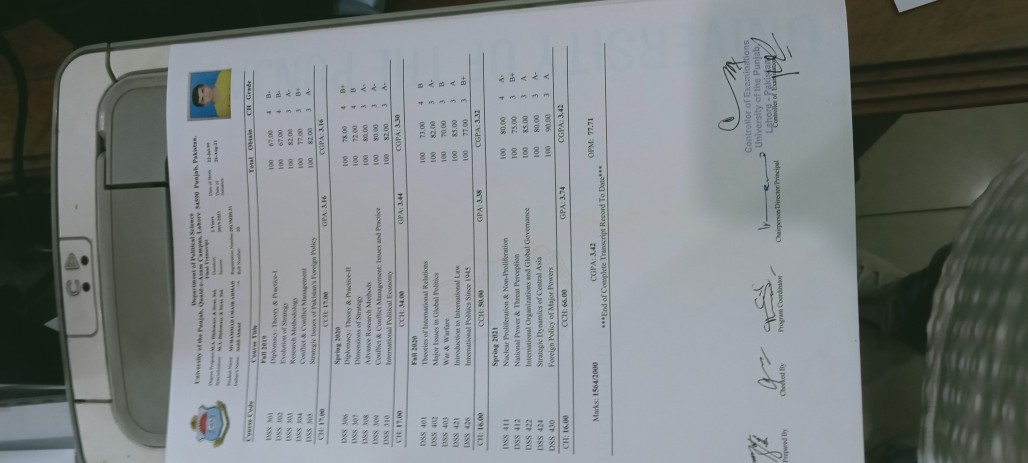 Department of Political Science
University of the Punjab, Quaid-e-Azam Campus, Lahore 54590 Punjab, Pakistan.
Final Transcript
Course Code Course Title Total Obtain CH Grade
Fall 2019
DSS 301 Diplomacy: Theory & Practice-I 100 67.00 4 B-
DSS 302 Evolution of Strategy 100 67.00 4 B-
DSS 303 Research Methodology 100 82.00 3 A-
DSS 304 Conflict & Conflict Management 100 77.00 3 B+
DSS 305 Strategic Issues of Pakistan's Foreign Policy 100 82.00 3 A-
CH: 17.00 CCH: 17.00 GPA: 3.16 CGPA: 3.16
Spring 2020
DSS 306 Diplomacy: Theory & Practice-II 100 78.00 4 B+
DSS 307 Dimensions of Strategy 100 72.00 4 B
DSS 308 Advance Research Methods 100 80.00 3 A-
DSS 309 Conflict & Conflict Management: Issues and Practice 100 80.00 3 A-
DSS 310 International Political Economy 100 82.00 3 A-
CH: 17.00 CCH: 34.00 GPA: 3.44 CGPA: 3.30
Fall 2020
DSS 401 Theories of International Relations 100 73.00 4 B
DSS 402 Major Issues in Global Politics 100 82.00 3 A-
DSS 403 War & Warfare 100 70.00 3 B
DSS 421 Introduction to International Law 100 85.00 3 A
DSS 426 International Politics Since 1945 100 77.00 3 B+
CH: 16.00 CCH: 50.00 GPA: 3.38 CGPA: 3.32
Spring 2021
DSS 411 Nuclear Proliferation & Non-Proliferation 100 80.00 4 A-
DSS 412 National Power & Threat Perception 100 75.00 3 B+
DSS 422 International Organizations and Global Governance 100 85.00 3 A
DSS 424 Strategic Dynamics of Central Asia 100 80.00 3 A-
DSS 430 Foreign Policy of Major Powers 100 90.00 3 A
CH: 16.00 CCH: 66.00 GPA: 3.74 CGPA: 3.42
Marks: 1564/2000 CGPA: 3.42 OPM: 77.71
***End of Complete Transcript Record To Date***
Controller of Examinations
University of the Punjab,
Lahore - Pakistan
Prepared By Checked By Program Coordinator Chairperson/Director/Principal Controller of